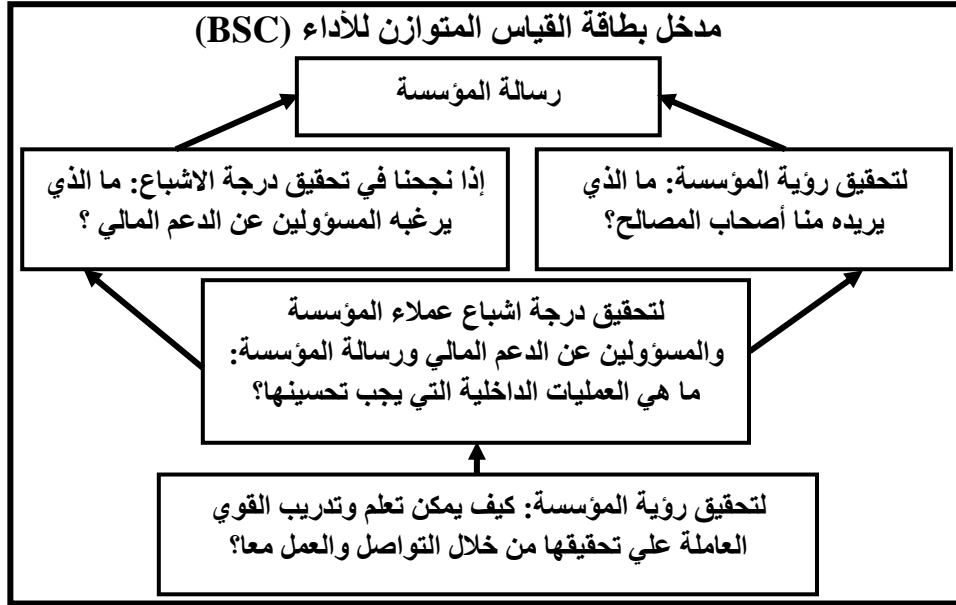 مدخل بطاقة القياس المتوازن للأداء (BSC)
رسالة المؤسسة
لتحقيق رؤية المؤسسة: ما الذي
يريده منا أصحاب المصالح؟
إذا نجحنا في تحقيق درجة الاشباع: ما الذي
يرغبه المسؤولين عن الدعم المالي ؟
لتحقيق درجة اشباع عملاء المؤسسة
والمسؤولين عن الدعم المالي ورسالة المؤسسة:
ما هي العمليات الداخلية التي يجب تحسينها؟
لتحقيق رؤية المؤسسة: كيف يمكن تعلم وتدريب القوي
العاملة علي تحقيقها من خلال التواصل والعمل معا؟